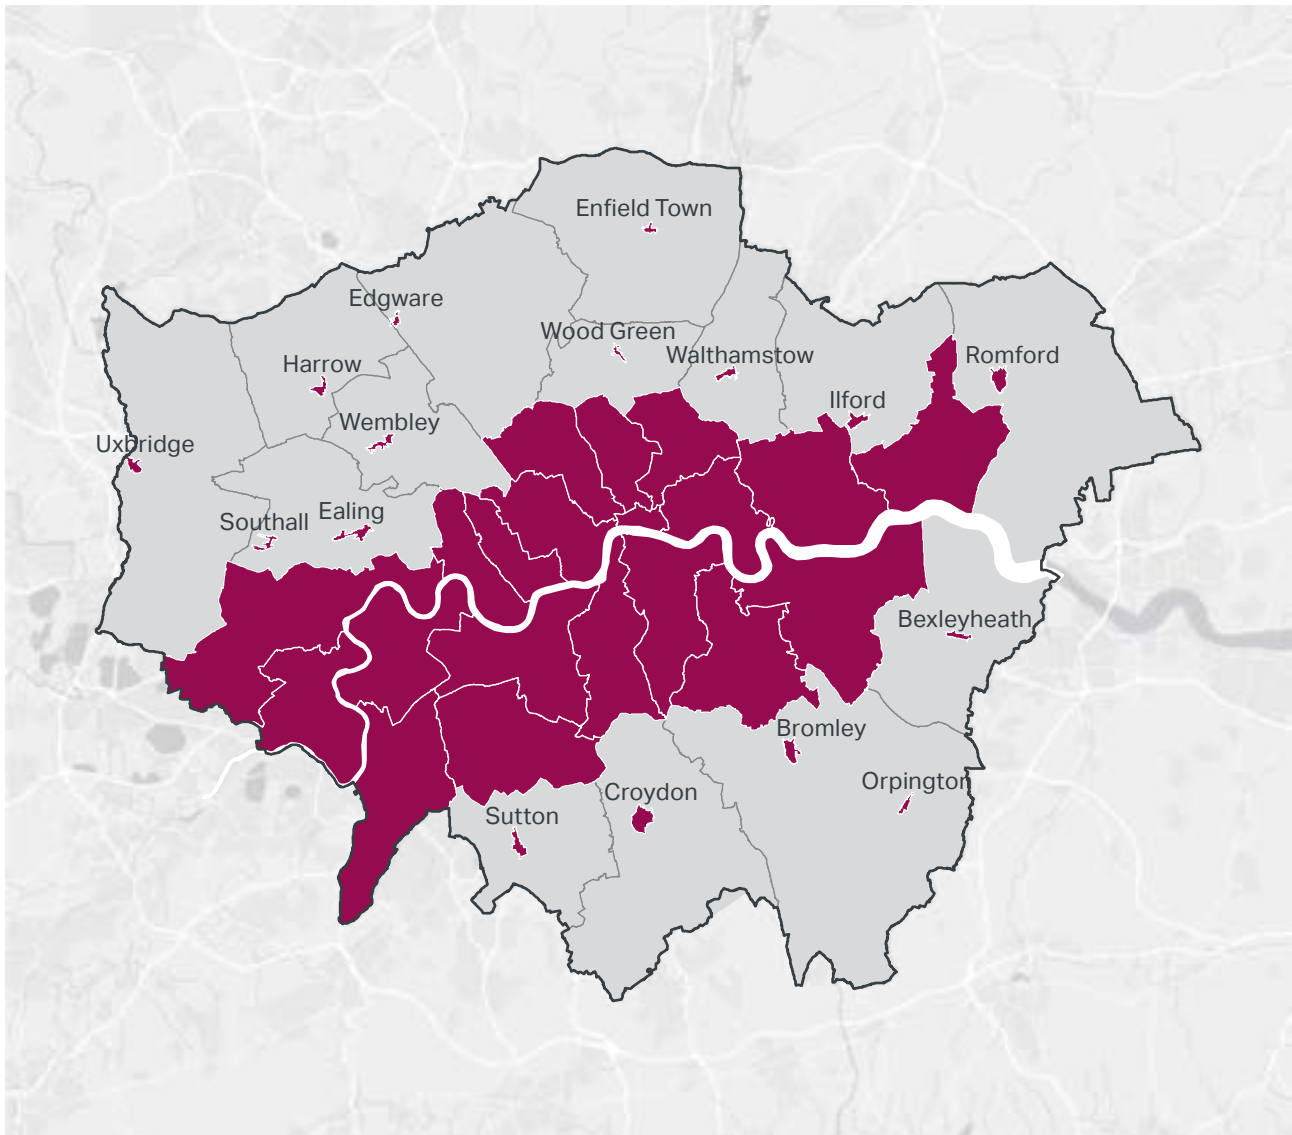 Enfield Town
Edgware
Wood Green
Walthamstow
Romford
Harrow
Ilford
Wembley
Uxbridge
Southall
Ealing
Bexleyheath
Bromley
Orpington
Croydon
Sutton